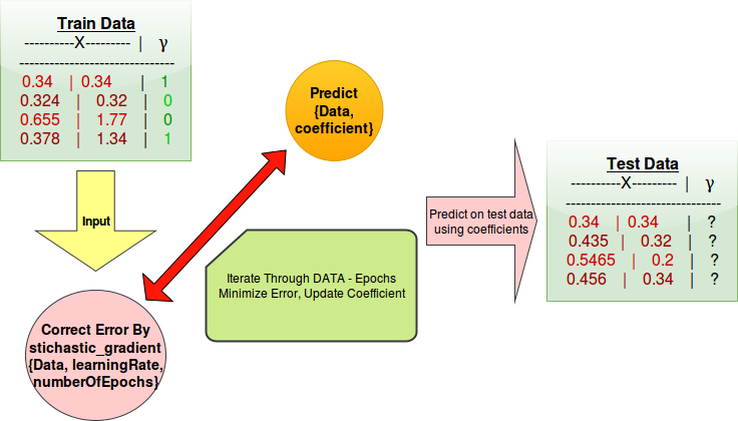 Train Data
----------X--------- | γ
-------------------------------
0.34 | 0.34 | 1
0.324 | 0.32 | 0
0.655 | 1.77 | 0
0.378 | 1.34 | 1
Input
Correct Error By
stichastic_gradient
{Data, learningRate,
numberOfEpochs}
Predict
{Data,
coefficient}
Iterate Through DATA - Epochs
Minimize Error, Update Coefficient
Predict on test data
using coefficients
Test Data
----------X--------- | γ
-------------------------------
0.34 | 0.34 | ?
0.435 | 0.32 | ?
0.5465 | 0.2 | ?
0.456 | 0.34 | ?